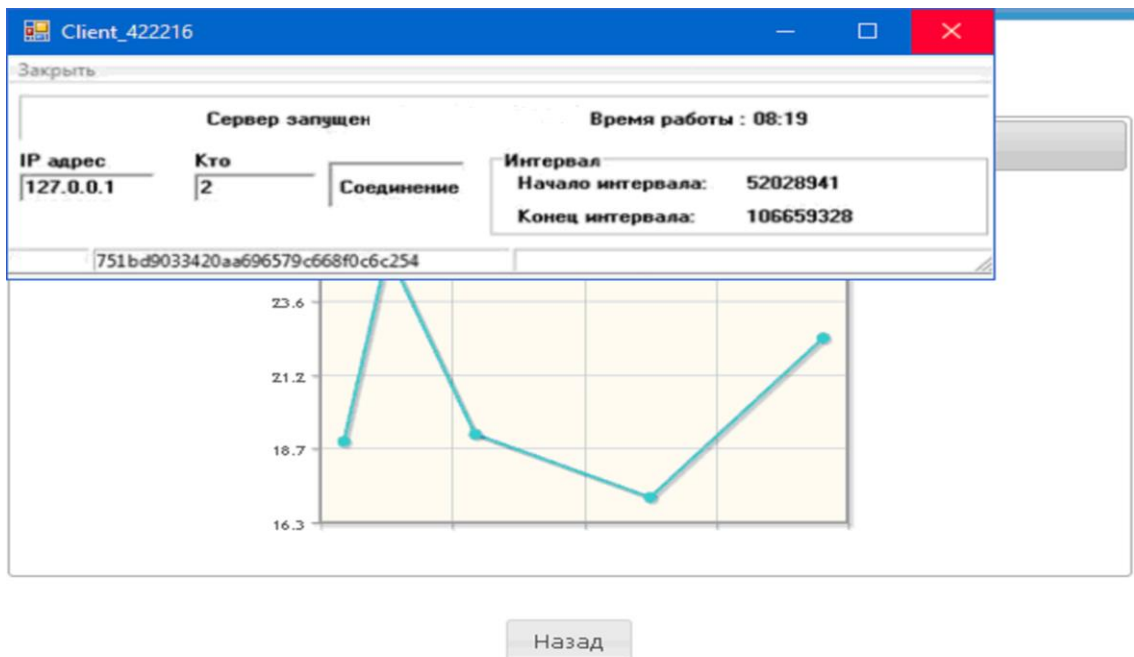 Client_422216
Закрыть
Сервер запущен Время работы : 08:19
IP адрес Кто Интервал
127.0.0.1 2 Соединение Начало интервала: 52028941
Конец интервала: 106659328
751bd9033420aa696579c668f0c6c254
23.6
21.2
18.7
16.3
Назад